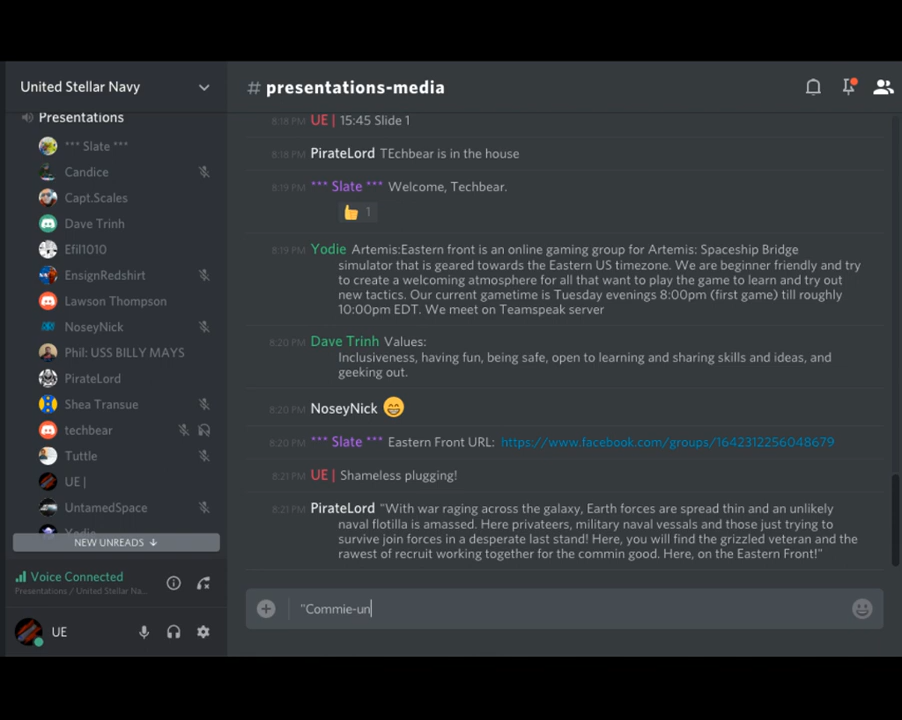 United Stellar Navy
# presentations-media
Presentations
*** Slate ***
Candice
Capt.Scales
Dave Trinh
Efil1010
EnsignRedshirt
Lawson Thompson
NoseyNick
Phil: USS BILLY MAYS
PirateLord
Shea Transue
techbear
Tuttle
UE |
UntamedSpace
Yodie
NEW UNREADS ↓
Voice Connected
Presentations / United Stellar Na...
UE
8:18 PM UE | 15:45 Slide 1
8:18 PM PirateLord TEchbear is in the house
8:19 PM *** Slate *** Welcome, Techbear.
1
8:19 PM Yodie Artemis:Eastern front is an online gaming group for Artemis: Spaceship Bridge
simulator that is geared towards the Eastern US timezone. We are beginner friendly and try
to create a welcoming atmosphere for all that want to play the game to learn and try out
new tactics. Our current gametime is Tuesday evenings 8:00pm (first game) till roughly
10:00pm EDT. We meet on Teamspeak server
8:20 PM Dave Trinh Values:
Inclusiveness, having fun, being safe, open to learning and sharing skills and ideas, and
geeking out.
8:20 PM NoseyNick 😄
8:20 PM *** Slate *** Eastern Front URL: https://www.facebook.com/groups/1642312256048679
8:21 PM UE | Shameless plugging!
8:21 PM PirateLord "With war raging across the galaxy, Earth forces are spread thin and an unlikely
naval flotilla is amassed. Here privateers, military naval vessals and those just trying to
survive join forces in a desperate last stand! Here, you will find the grizzled veteran and the
rawest of recruit working together for the commin good. Here, on the Eastern Front!"
"Commie-un